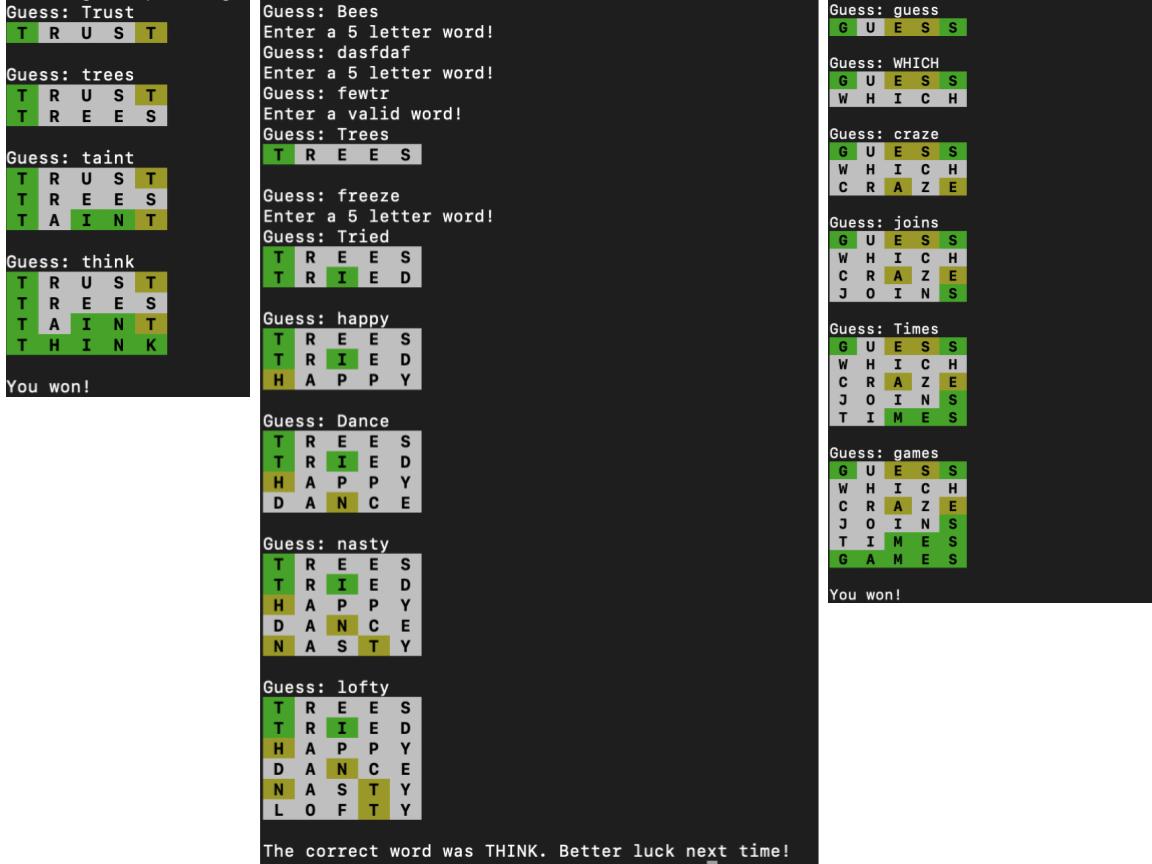 Guess: Trust
T R U S T
Guess: trees
T R U S T
T R E E S
Guess: taint
T R U S T
T R E E S
T A I N T
Guess: think
T R U S T
T R E E S
T A I N T
T H I N K
You won!
Guess: Bees
Enter a 5 letter word!
Guess: dasfdaf
Enter a 5 letter word!
Guess: fewtr
Enter a valid word!
Guess: Trees
T R E E S
Guess: freeze
Enter a 5 letter word!
Guess: Tried
T R E E S
T R I E D
Guess: happy
T R E E S
T R I E D
H A P P Y
Guess: Dance
T R E E S
T R I E D
H A P P Y
D A N C E
Guess: nasty
T R E E S
T R I E D
H A P P Y
D A N C E
N A S T Y
Guess: lofty
T R E E S
T R I E D
H A P P Y
D A N C E
N A S T Y
L O F T Y
The correct word was THINK. Better luck next time!
Guess: guess
G U E S S
Guess: WHICH
G U E S S
W H I C H
Guess: craze
G U E S S
W H I C H
C R A Z E
Guess: joins
G U E S S
W H I C H
C R A Z E
J O I N S
Guess: Times
G U E S S
W H I C H
C R A Z E
J O I N S
T I M E S
Guess: games
G U E S S
W H I C H
C R A Z E
J O I N S
T I M E S
G A M E S
You won!